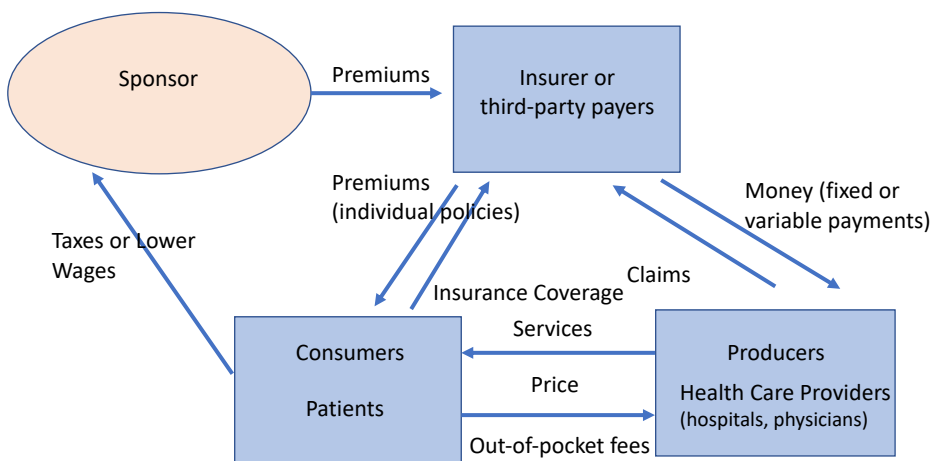 Sponsor
Premiums
Insurer or
third-party payers
Premiums
(individual policies)
Money (fixed or
variable payments)
Taxes or Lower
Wages
Claims
Insurance Coverage
Services
Consumers
Patients
Price
Out-of-pocket fees
Producers
Health Care Providers
(hospitals, physicians)